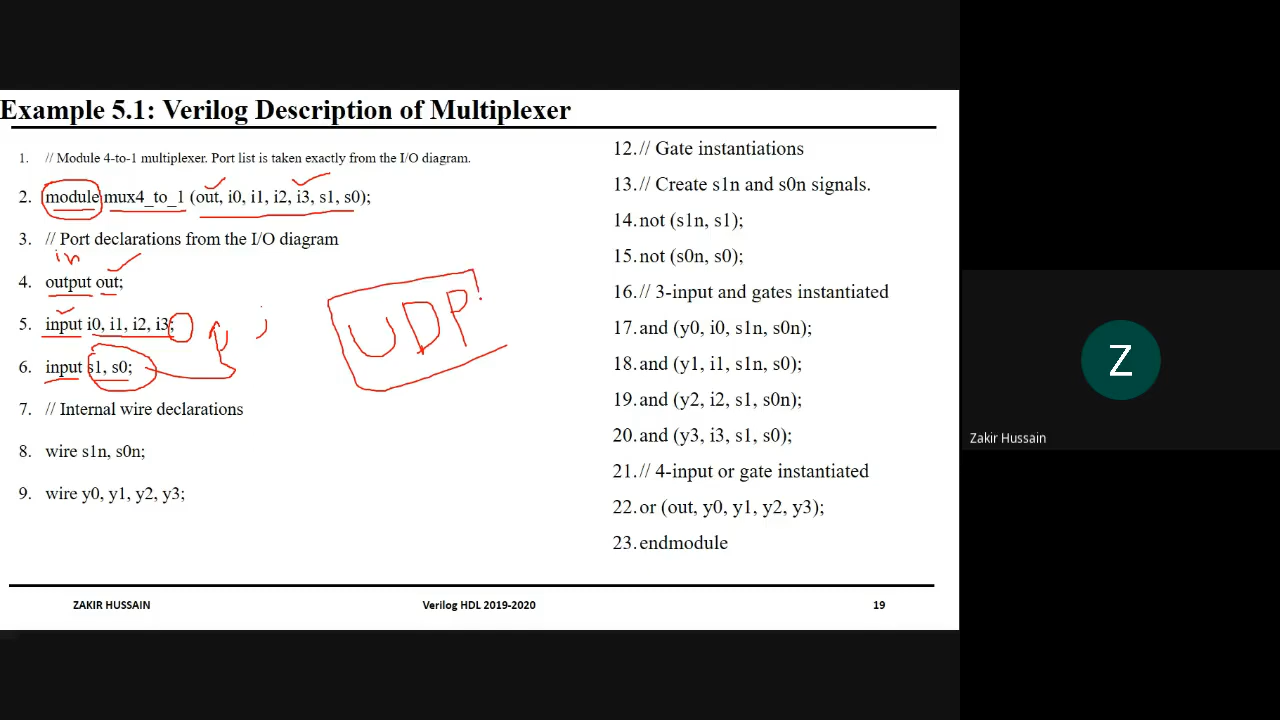 Example 5.1: Verilog Description of Multiplexer
1. // Module 4-to-1 multiplexer. Port list is taken exactly from the I/O diagram.
2. module mux4_to_1 (out, i0, i1, i2, i3, s1, s0);
3. // Port declarations from the I/O diagram
in
4. output out;
5. input i0, i1, i2, i3;
6. input s1, s0;
7. // Internal wire declarations
8. wire s1n, s0n;
9. wire y0, y1, y2, y3;
UDP
12. // Gate instantiations
13. // Create s1n and s0n signals.
14. not (s1n, s1);
15. not (s0n, s0);
16. // 3-input and gates instantiated
17. and (y0, i0, s1n, s0n);
18. and (y1, i1, s1n, s0);
19. and (y2, i2, s1, s0n);
20. and (y3, i3, s1, s0);
21. // 4-input or gate instantiated
22. or (out, y0, y1, y2, y3);
23. endmodule
ZAKIR HUSSAIN
Verilog HDL 2019-2020
19
Z
Zakir Hussain